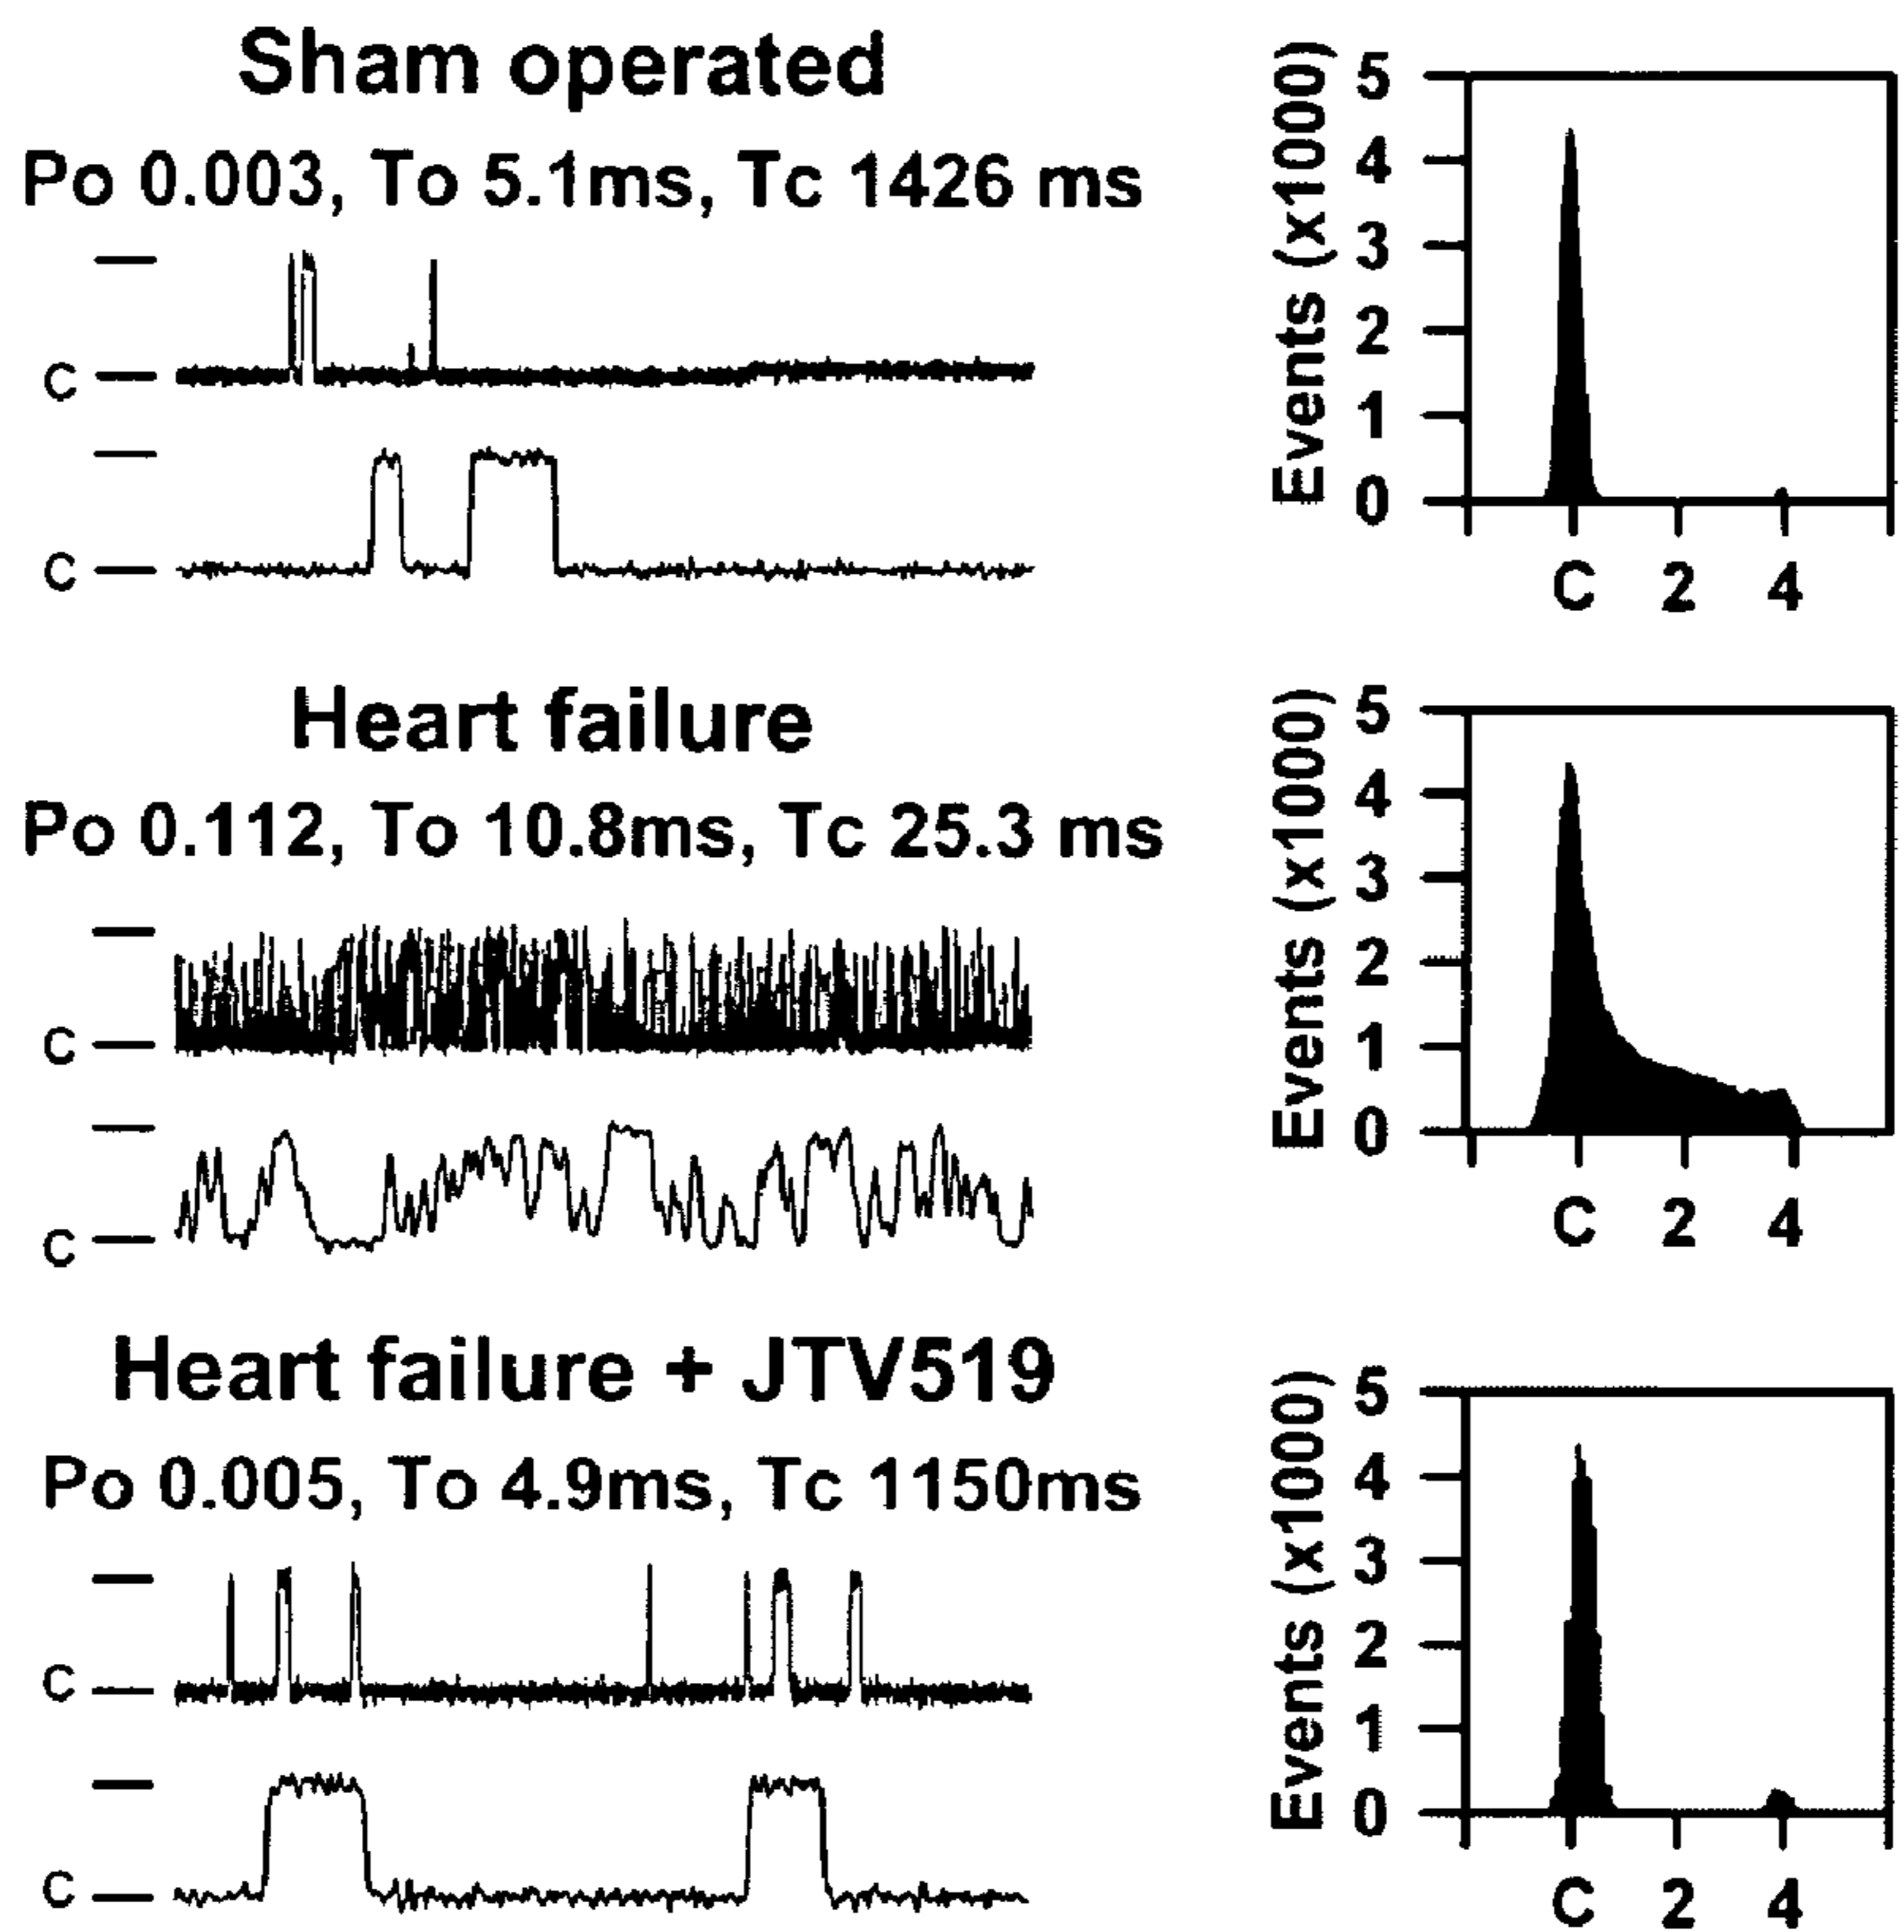 Sham operated
Po 0.003, To 5.1ms, Tc 1426 ms
C
C
Events (x1000)
5
4
3
2
1
0
C 2 4
Heart failure
Po 0.112, To 10.8ms, Tc 25.3 ms
C
C
Events (x1000)
5
4
3
2
1
0
C 2 4
Heart failure + JTV519
Po 0.005, To 4.9ms, Tc 1150ms
C
C
Events (x1000)
5
4
3
2
1
0
C 2 4